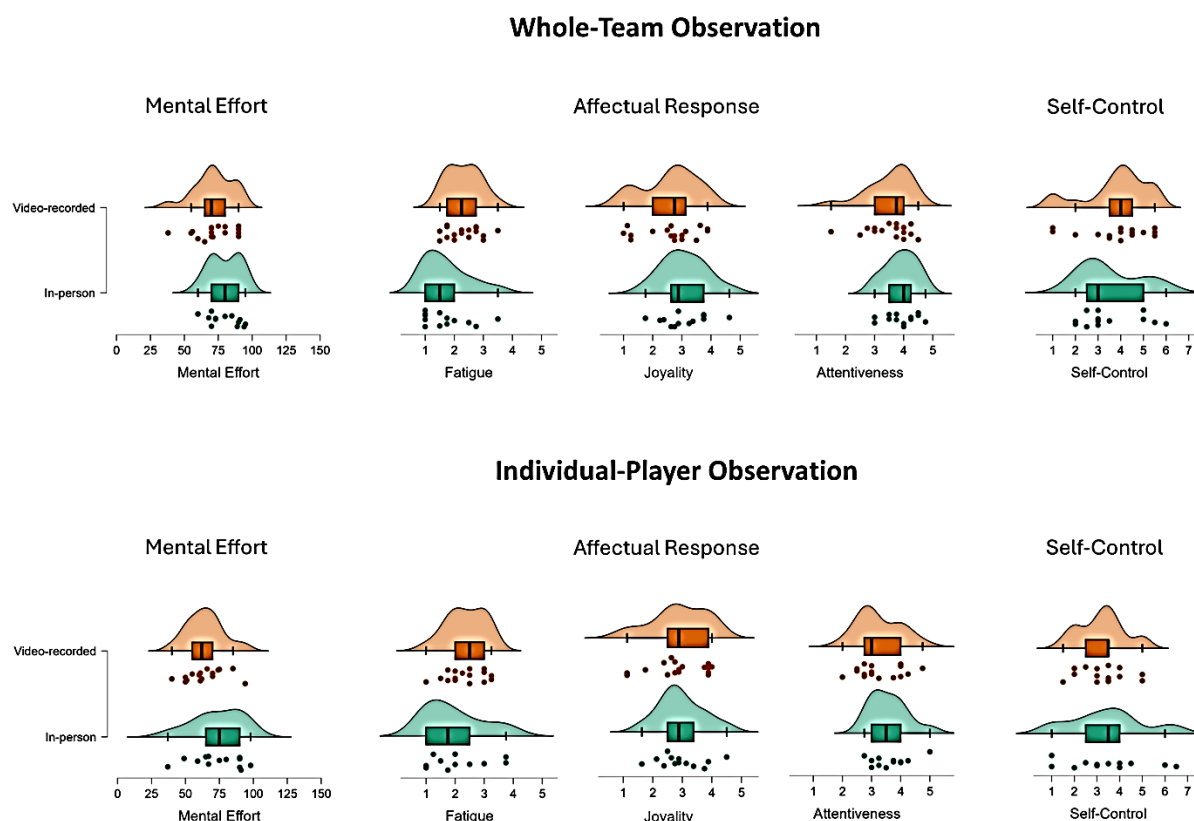 Whole-Team Observation
Mental Effort Affectual Response Self-Control
Video-recorded
In-person
0 25 50 75 100 125 150 1 2 3 4 5 1 2 3 4 5 1 2 3 4 5 1 2 3 4 5 6 7
Mental Effort Fatigue Joyality Attentiveness Self-Control
Individual-Player Observation
Mental Effort Affectual Response Self-Control
Video-recorded
In-person
0 25 50 75 100 125 150 1 2 3 4 5 1 2 3 4 5 1 2 3 4 5 1 2 3 4 5 6 7
Mental Effort Fatigue Joyality Attentiveness Self-Control